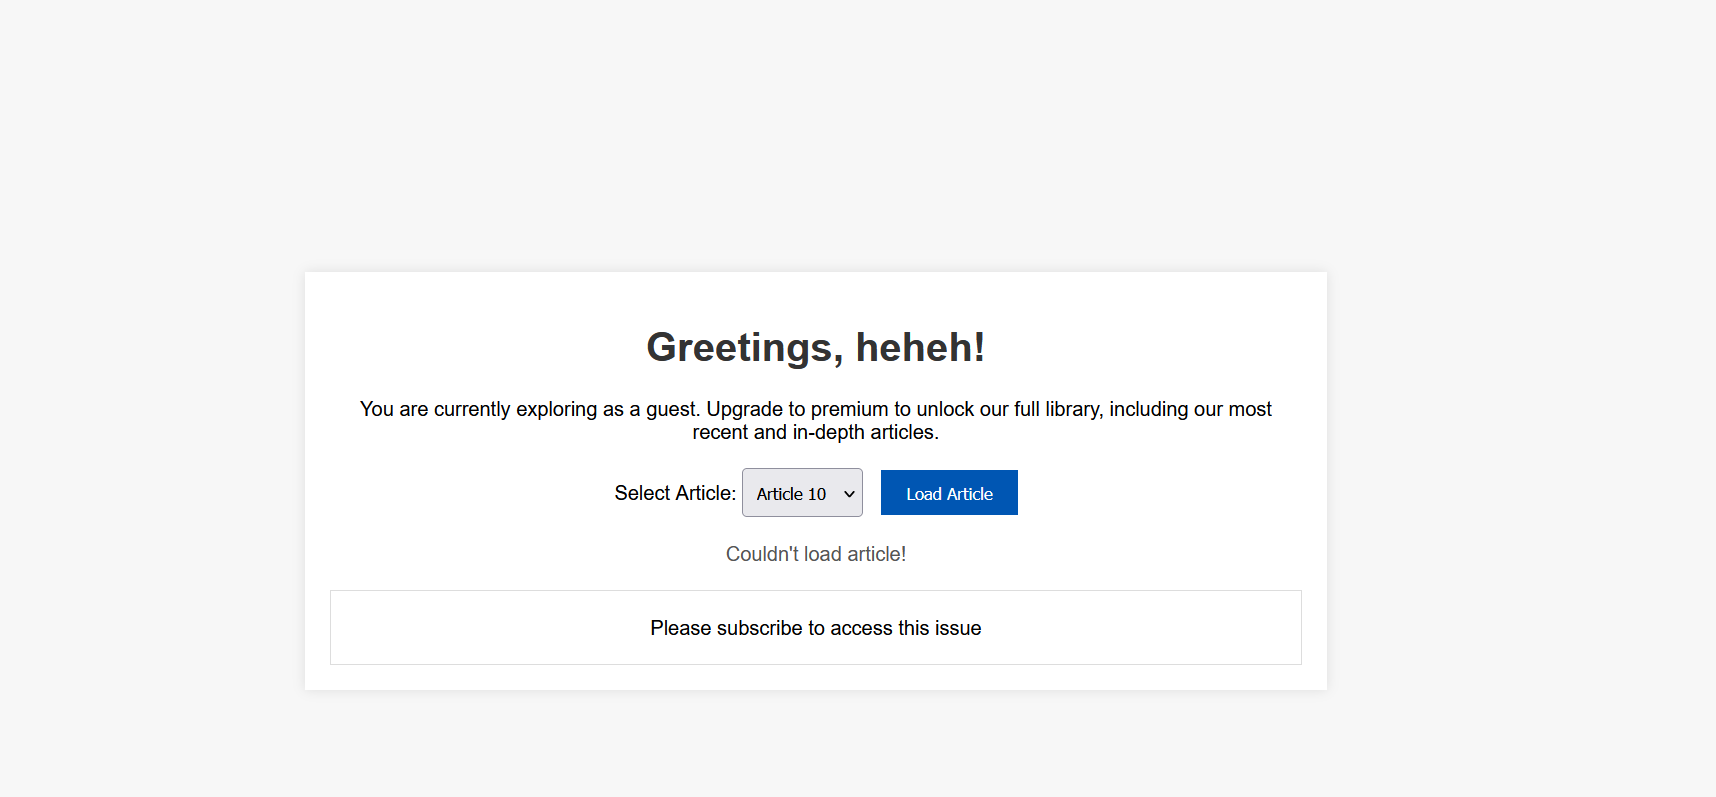 Greetings, heheh!
You are currently exploring as a guest. Upgrade to premium to unlock our full library, including our most
recent and in-depth articles.
Select Article: Article 10 Load Article
Couldn't load article!
Please subscribe to access this issue